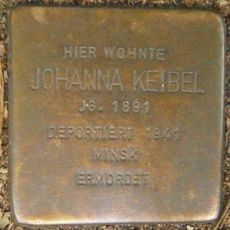 HIER WOHNTE
JOHANNA KEIBEL
JG. 1891
DEPORTIERT 1941
MINSK
ERMORDET